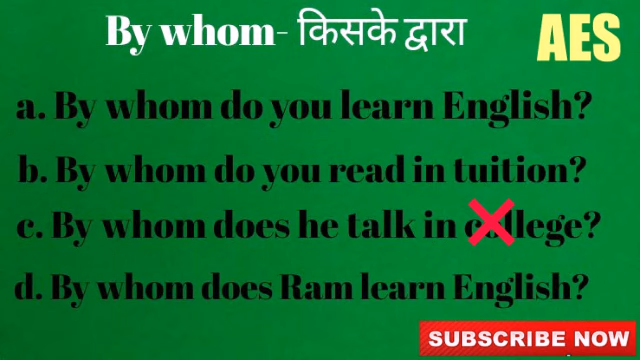 By whom- किसके द्वारा
AES
a. By whom do you learn English?
b. By whom do you read in tuition?
c. By whom does he talk in college?
d. By whom does Ram learn English?
SUBSCRIBE NOW